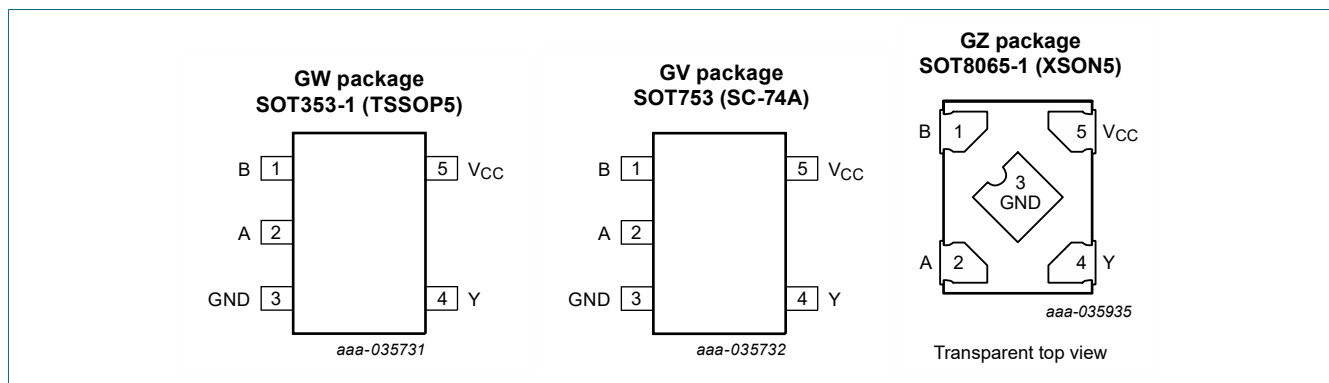 GW package
SOT353-1 (TSSOP5)
B 1 5 VCC
A 2
GND 3 4 Y
aaa-035731
GV package
SOT753 (SC-74A)
B 1 5 VCC
A 2
GND 3 4 Y
aaa-035732
GZ package
SOT8065-1 (XSON5)
B 1 5 VCC
3
GND
A 2 4 Y
aaa-035935
Transparent top view